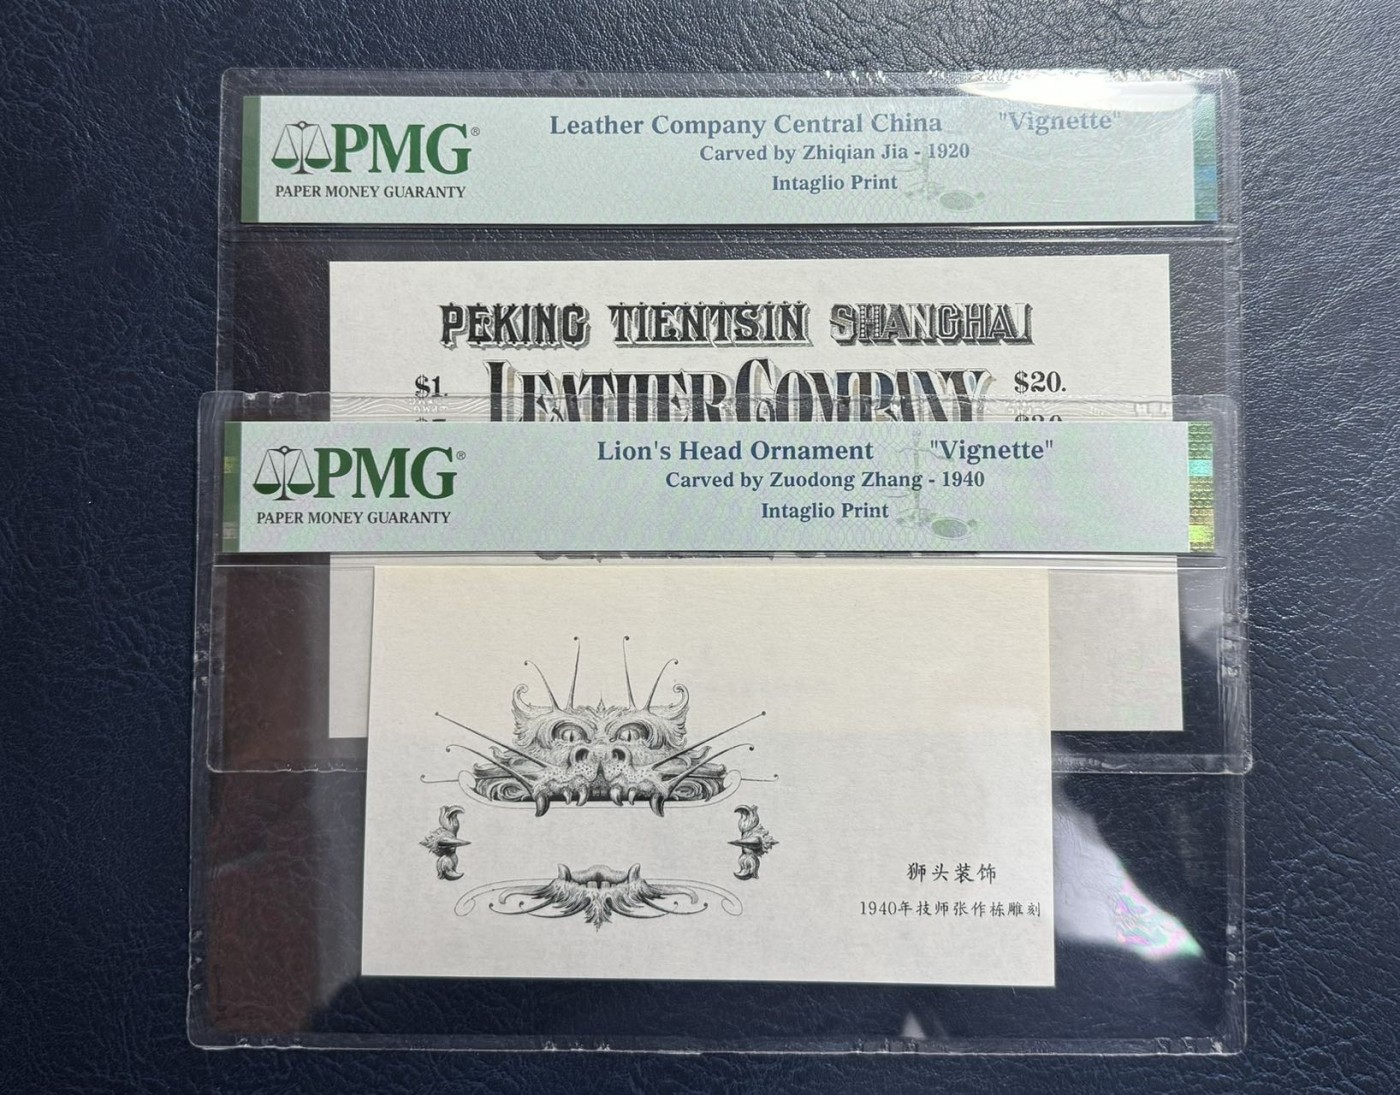 PMG®
PAPER MONEY GUARANTY
Leather Company Central China "Vignette"
Carved by Zhiqian Jia - 1920
Intaglio Print
PEKING TIENTSIN SHANGHAI
$1. LEATHER COMPANY $20.
PMG®
PAPER MONEY GUARANTY
Lion's Head Ornament "Vignette"
Carved by Zuodong Zhang - 1940
Intaglio Print
狮头装饰
1940年技师张作栋雕刻